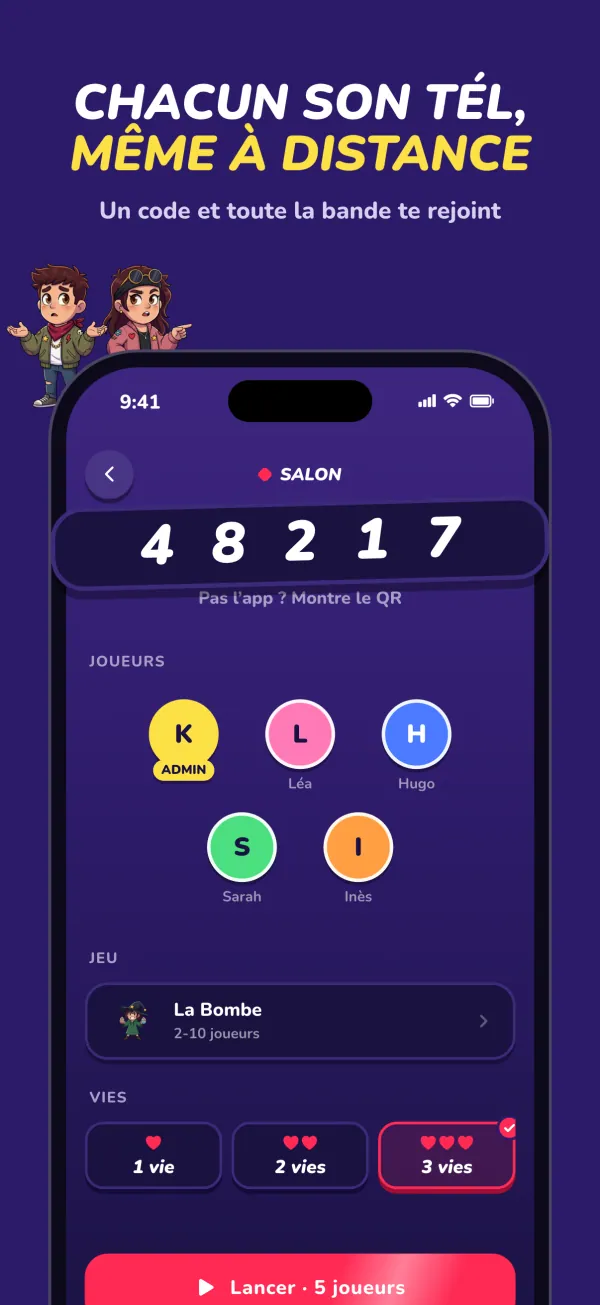 CHACUN SON TÉL,
MÊME À DISTANCE
Un code et toute la bande te rejoint
9:41
SALON
4 8 2 1 7
Pas l'app ? Montre le QR
JOUEURS
K L H
ADMIN
Léa Hugo
S I
Sarah Inès
JEU
La Bombe
2-10 joueurs
VIES
1 vie 2 vies 3 vies
Lancer · 5 joueurs